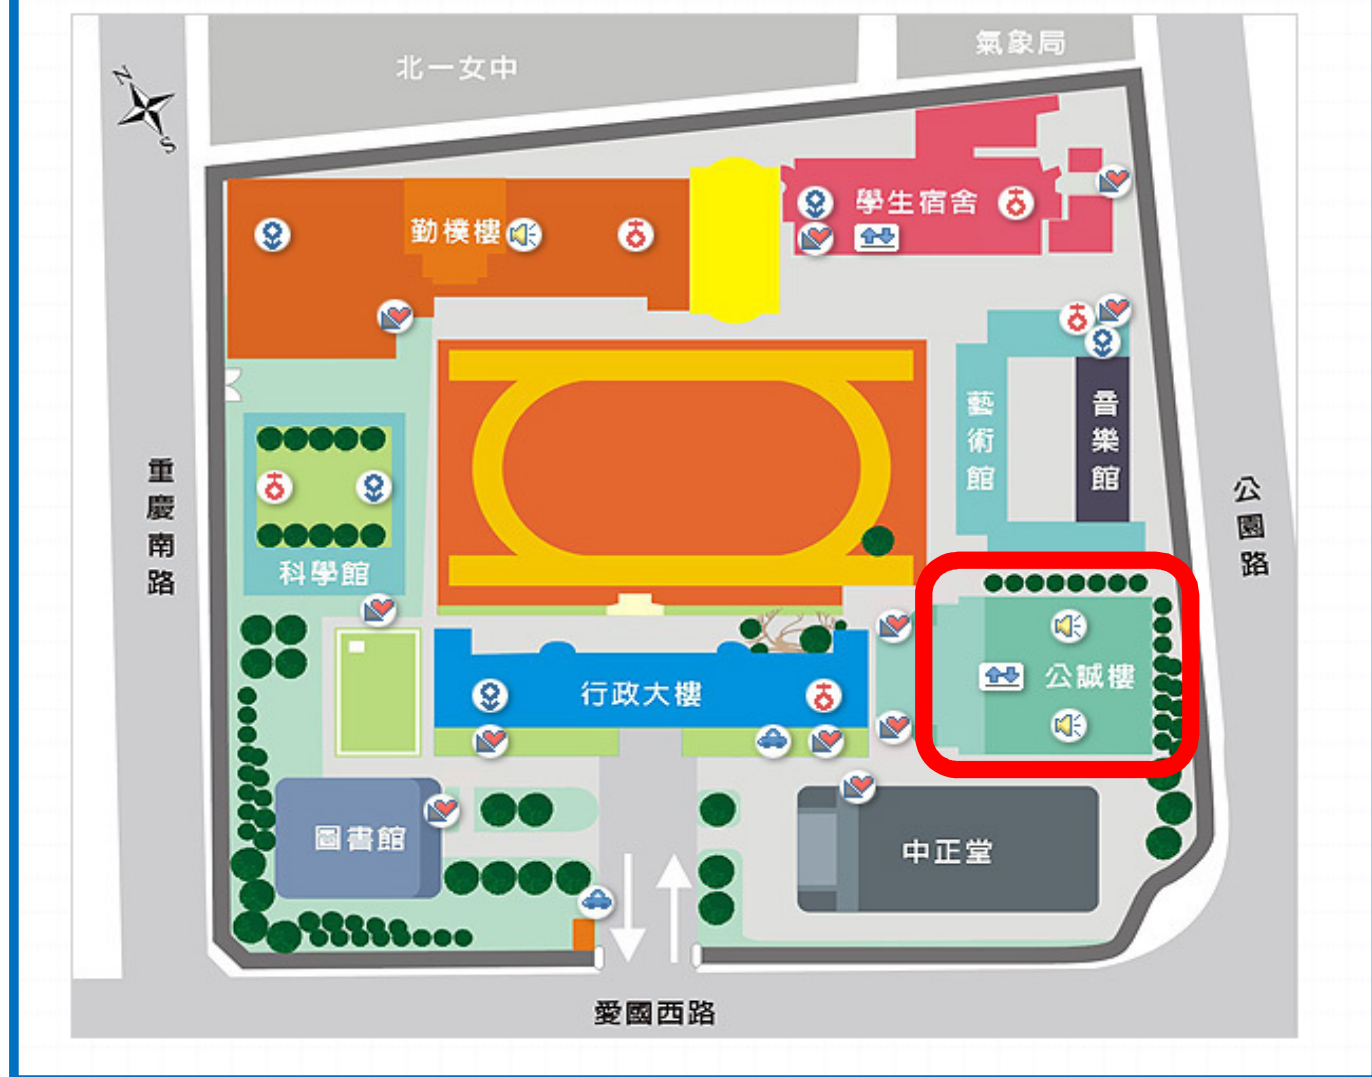 氣象局
北一女中
N
S
學生宿舍
勤樸樓
藝術館
音樂館
重慶南路
公園路
科學館
公誠樓
行政大樓
圖書館
中正堂
愛國西路